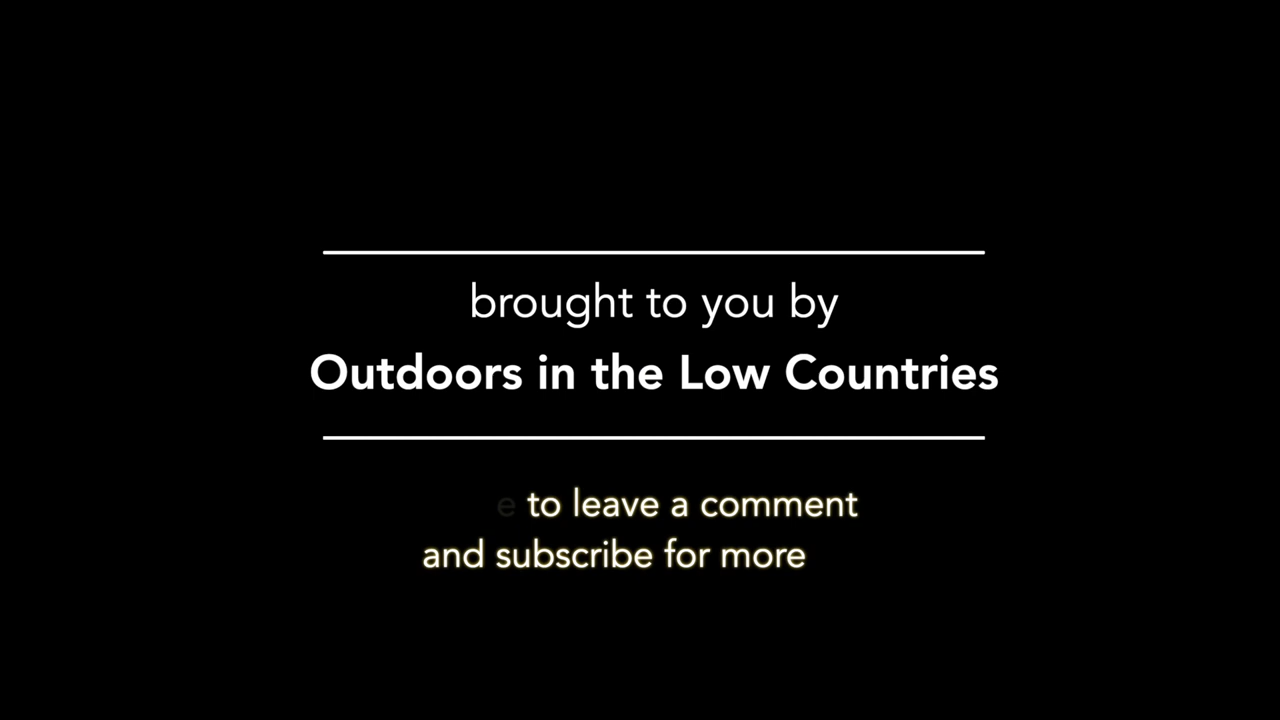 brought to you by
Outdoors in the Low Countries
to leave a comment
and subscribe for more